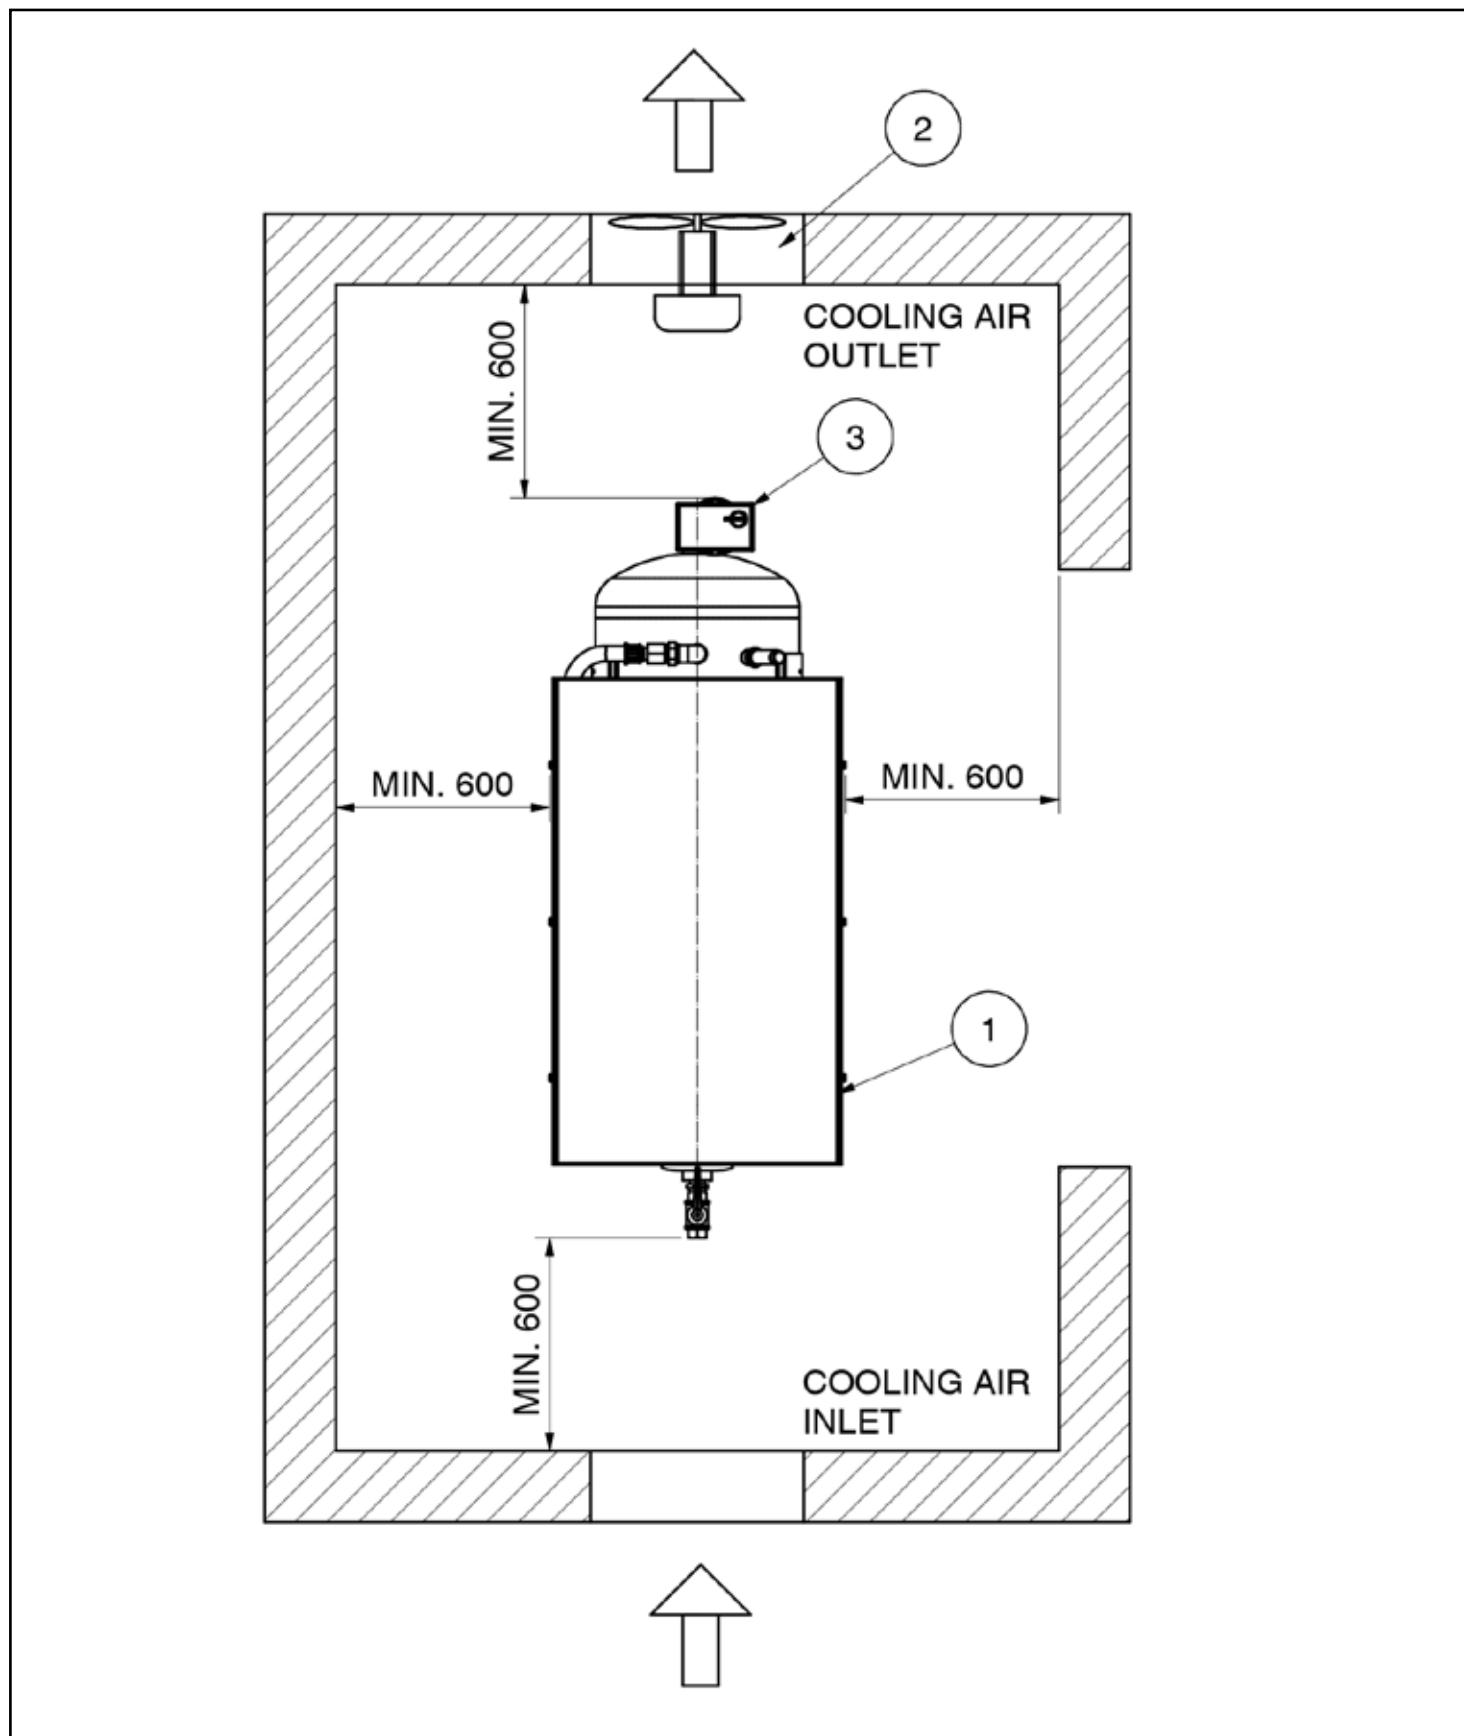 2
COOLING AIR
OUTLET
MIN. 600
3
MIN. 600
MIN. 600
1
MIN. 600
COOLING AIR
INLET